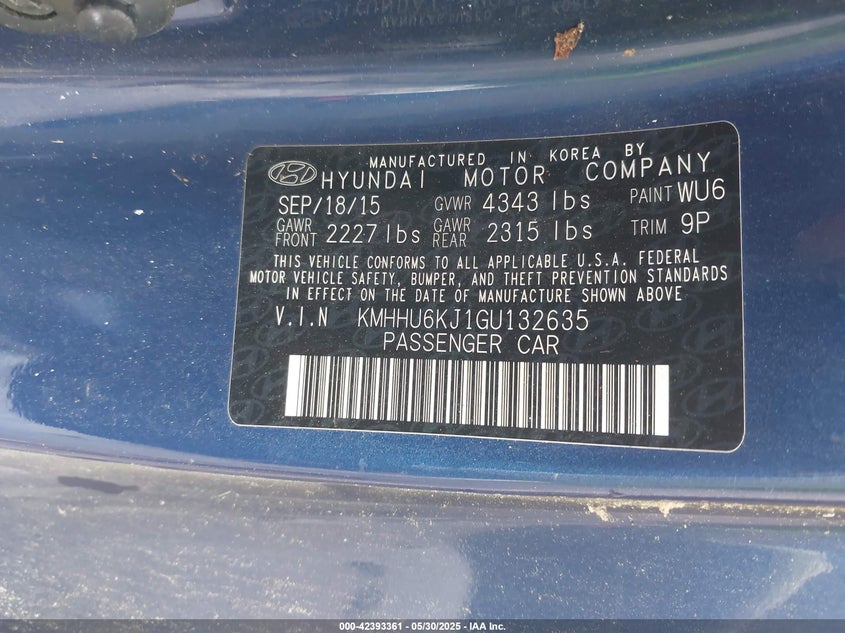 MANUFACTURED IN KOREA BY
HYUNDAI MOTOR COMPANY
SEP/18/15 GVWR 4343 lbs PAINT WU6
GAWR FRONT 2227 lbs GAWR REAR 2315 lbs TRIM 9P
THIS VEHICLE CONFORMS TO ALL APPLICABLE U.S.A. FEDERAL
MOTOR VEHICLE SAFETY, BUMPER, AND THEFT PREVENTION STANDARDS
IN EFFECT ON THE DATE OF MANUFACTURE SHOWN ABOVE
V.I.N KMHHU6KJ1GU132635
PASSENGER CAR
000-42393361 - 05/30/2025 - IAA Inc.